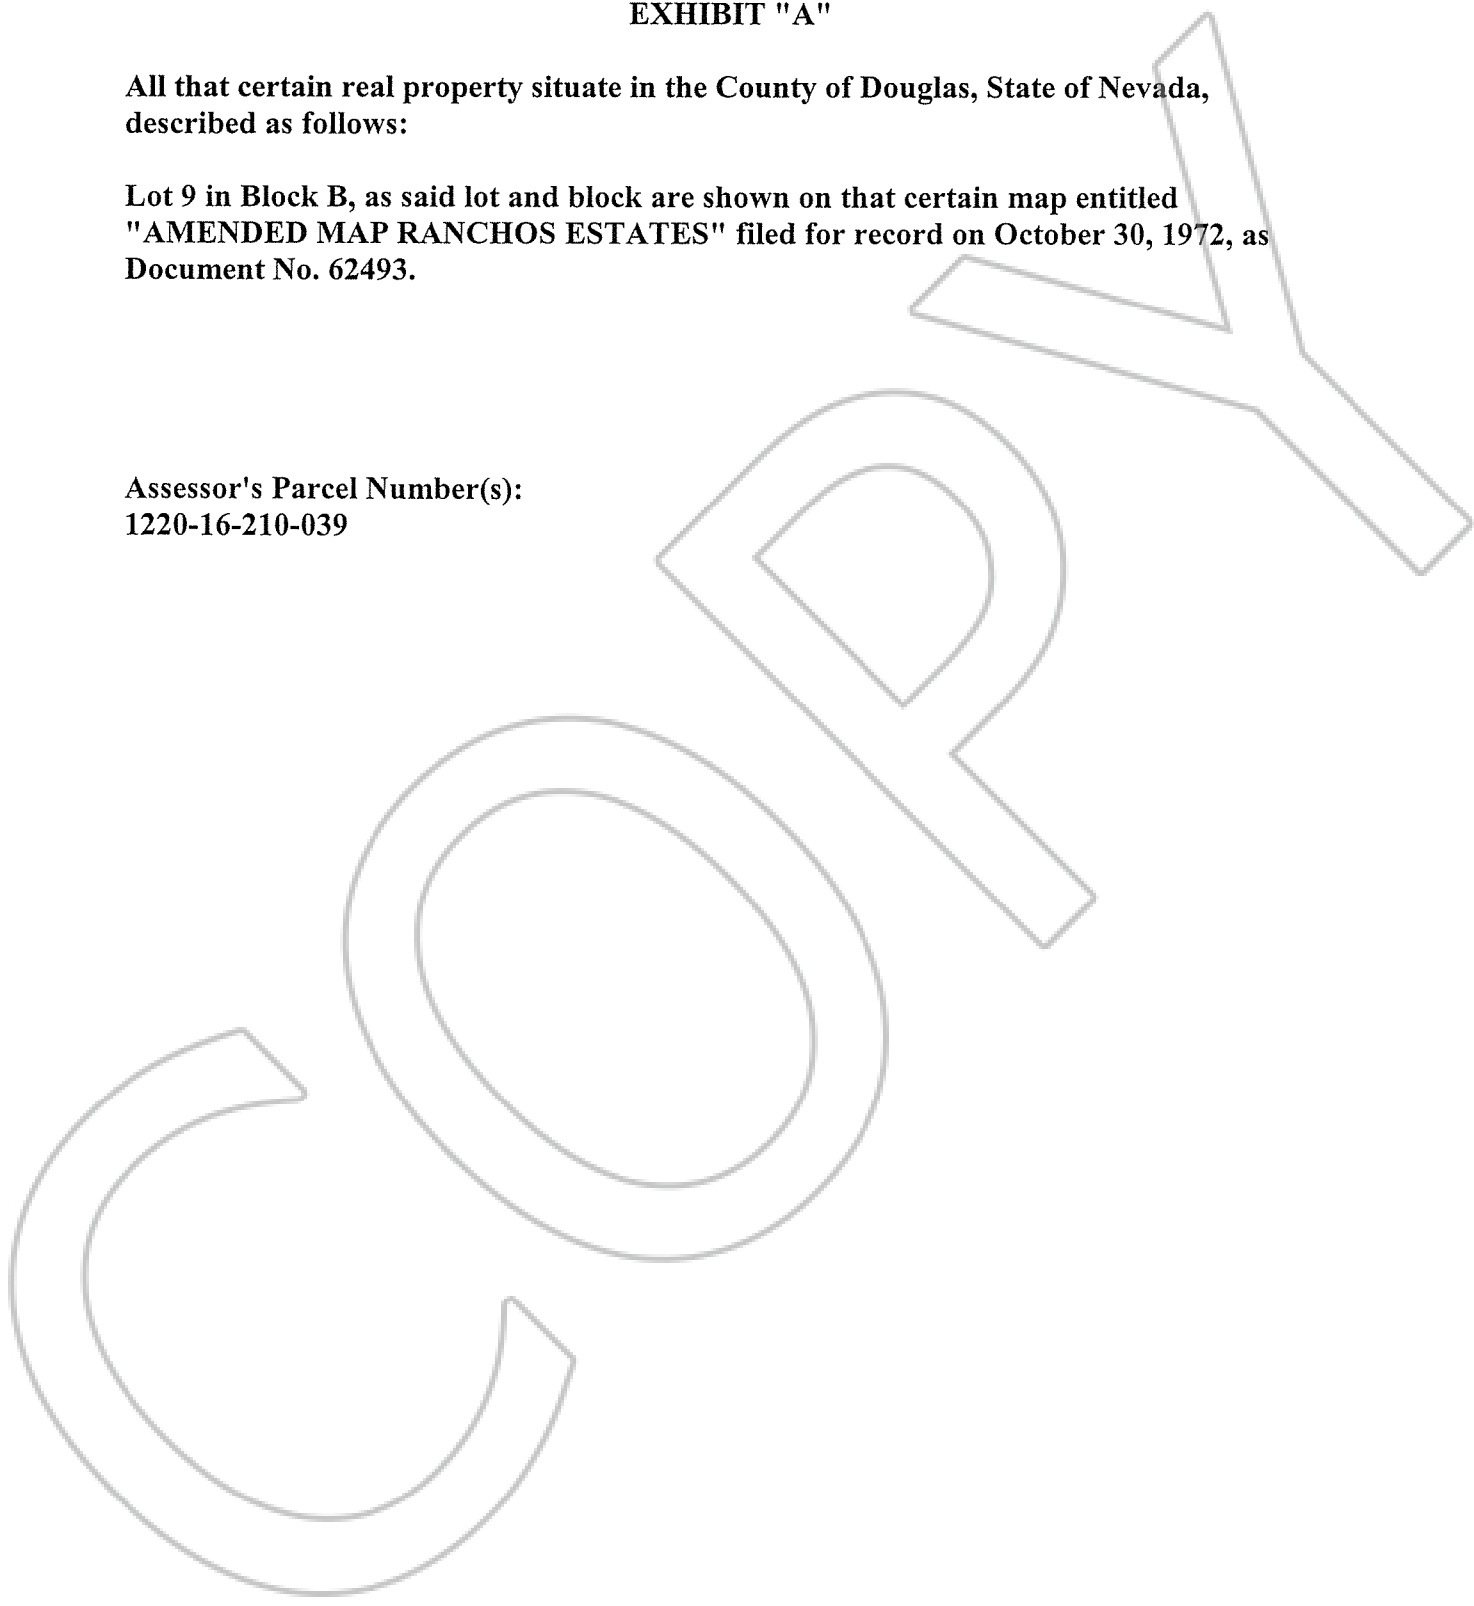 EXHIBIT "A"
All that certain real property situate in the County of Douglas, State of Nevada,
described as follows:
Lot 9 in Block B, as said lot and block are shown on that certain map entitled
"AMENDED MAP RANCHOS ESTATES" filed for record on October 30, 1972, as
Document No. 62493.
Assessor's Parcel Number(s):
1220-16-210-039
COPY